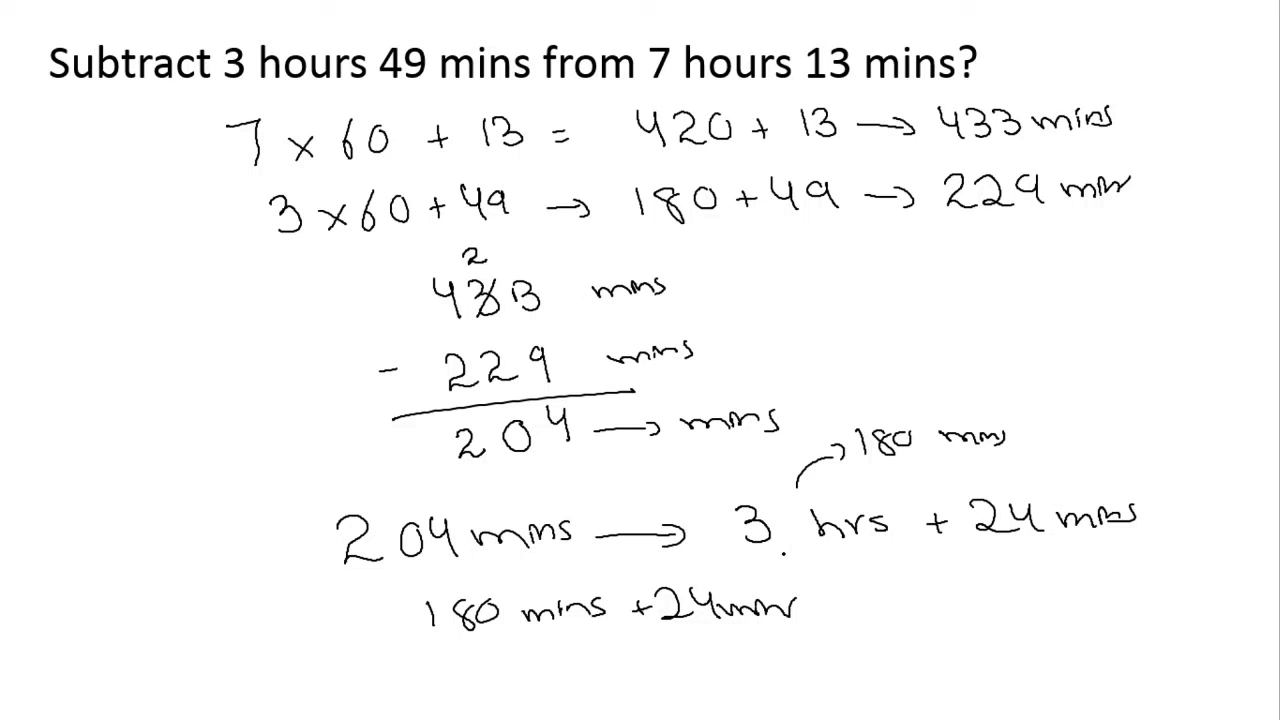 Subtract 3 hours 49 mins from 7 hours 13 mins?
7 × 60 + 13 = 420 + 13 → 433 mins
3 × 60 + 49 → 180 + 49 → 229 mins
2
433 mins
- 229 mins
204 → mins
→ 180 mins
204 mins → 3 hrs + 24 mins
180 mins + 24 mins